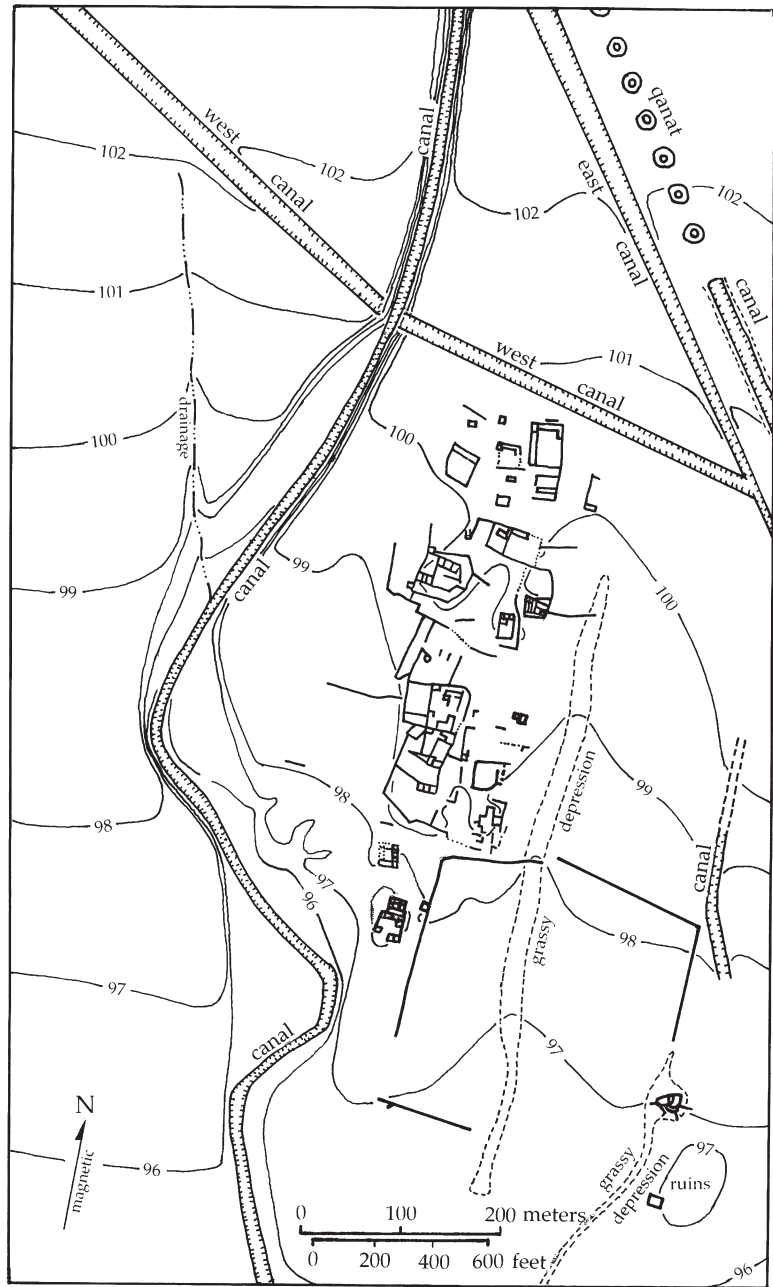 west
canal
canal
qanat
east
canal
canal
102
102
102
102
101
west
canal
101
drainage
100
100
canal
99
99
100
depression
99
98
98
97
96
canal
grassy
98
97
97
canal
N
magnetic
96
97
ruins
grassy
depression
0 100 200 meters
0 200 400 600 feet
96